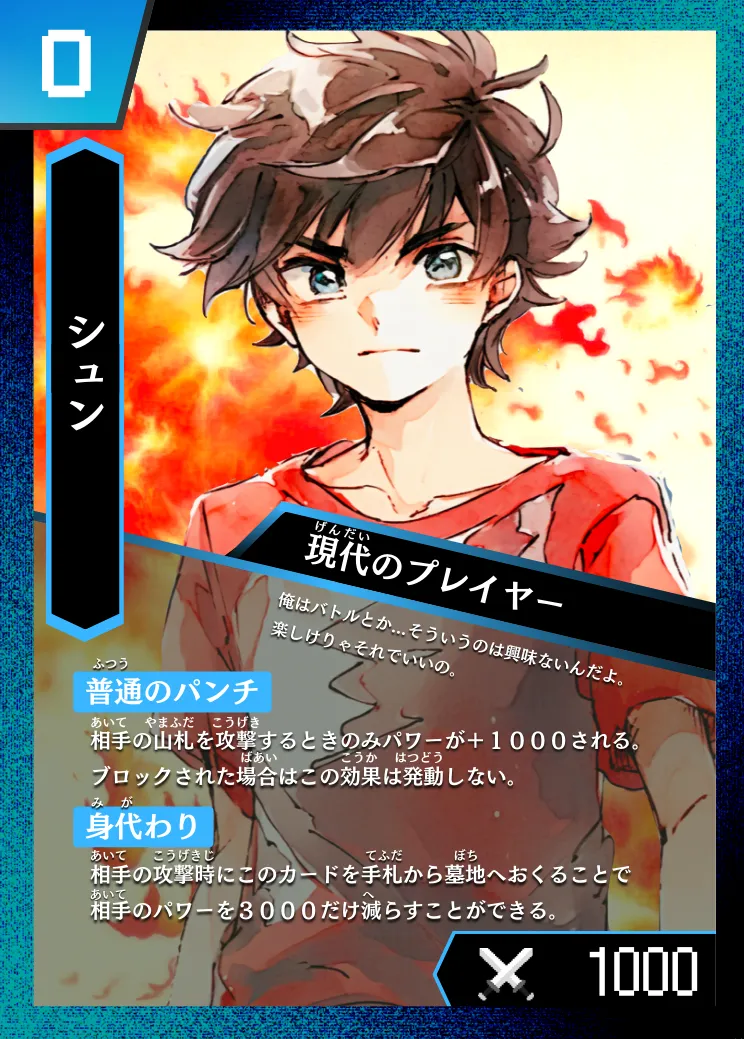 0
シュン
げんだい
現代のプレイヤー
俺はバトルとか…そういうのは興味ないんだよ。
楽しけりゃそれでいいの。
ふつう
普通のパンチ
あいて やまふだ こうげき
相手の山札を攻撃するときのみパワーが＋１０００される。
ばあい こうか はつどう
ブロックされた場合はこの効果は発動しない。
み が
身代わり
あいて こうげきじ てふだ ぼち
相手の攻撃時にこのカードを手札から墓地へおくることで
あいて へ
相手のパワーを３０００だけ減らすことができる。
1000